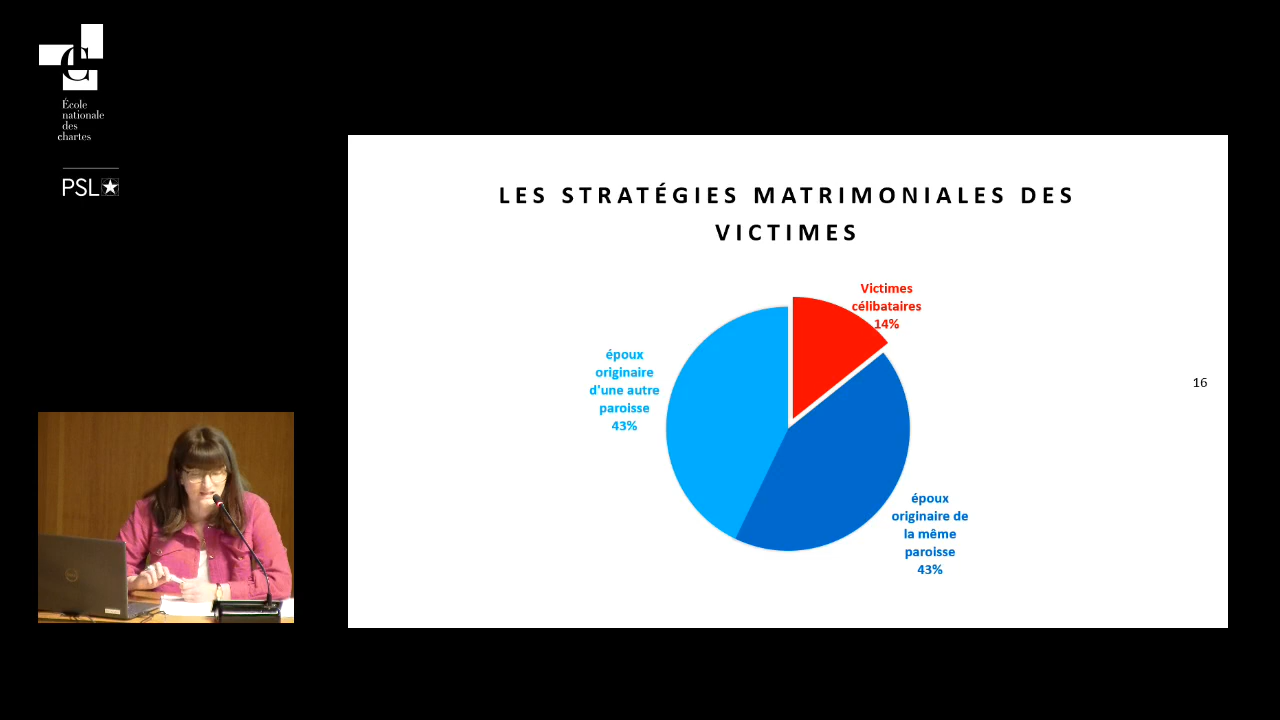 École
nationale
des
chartes
PSL
LES STRATÉGIES MATRIMONIALES DES
VICTIMES
Victimes
célibataires
14%
époux
originaire
d'une autre
paroisse
43%
16
époux
originaire de
la même
paroisse
43%